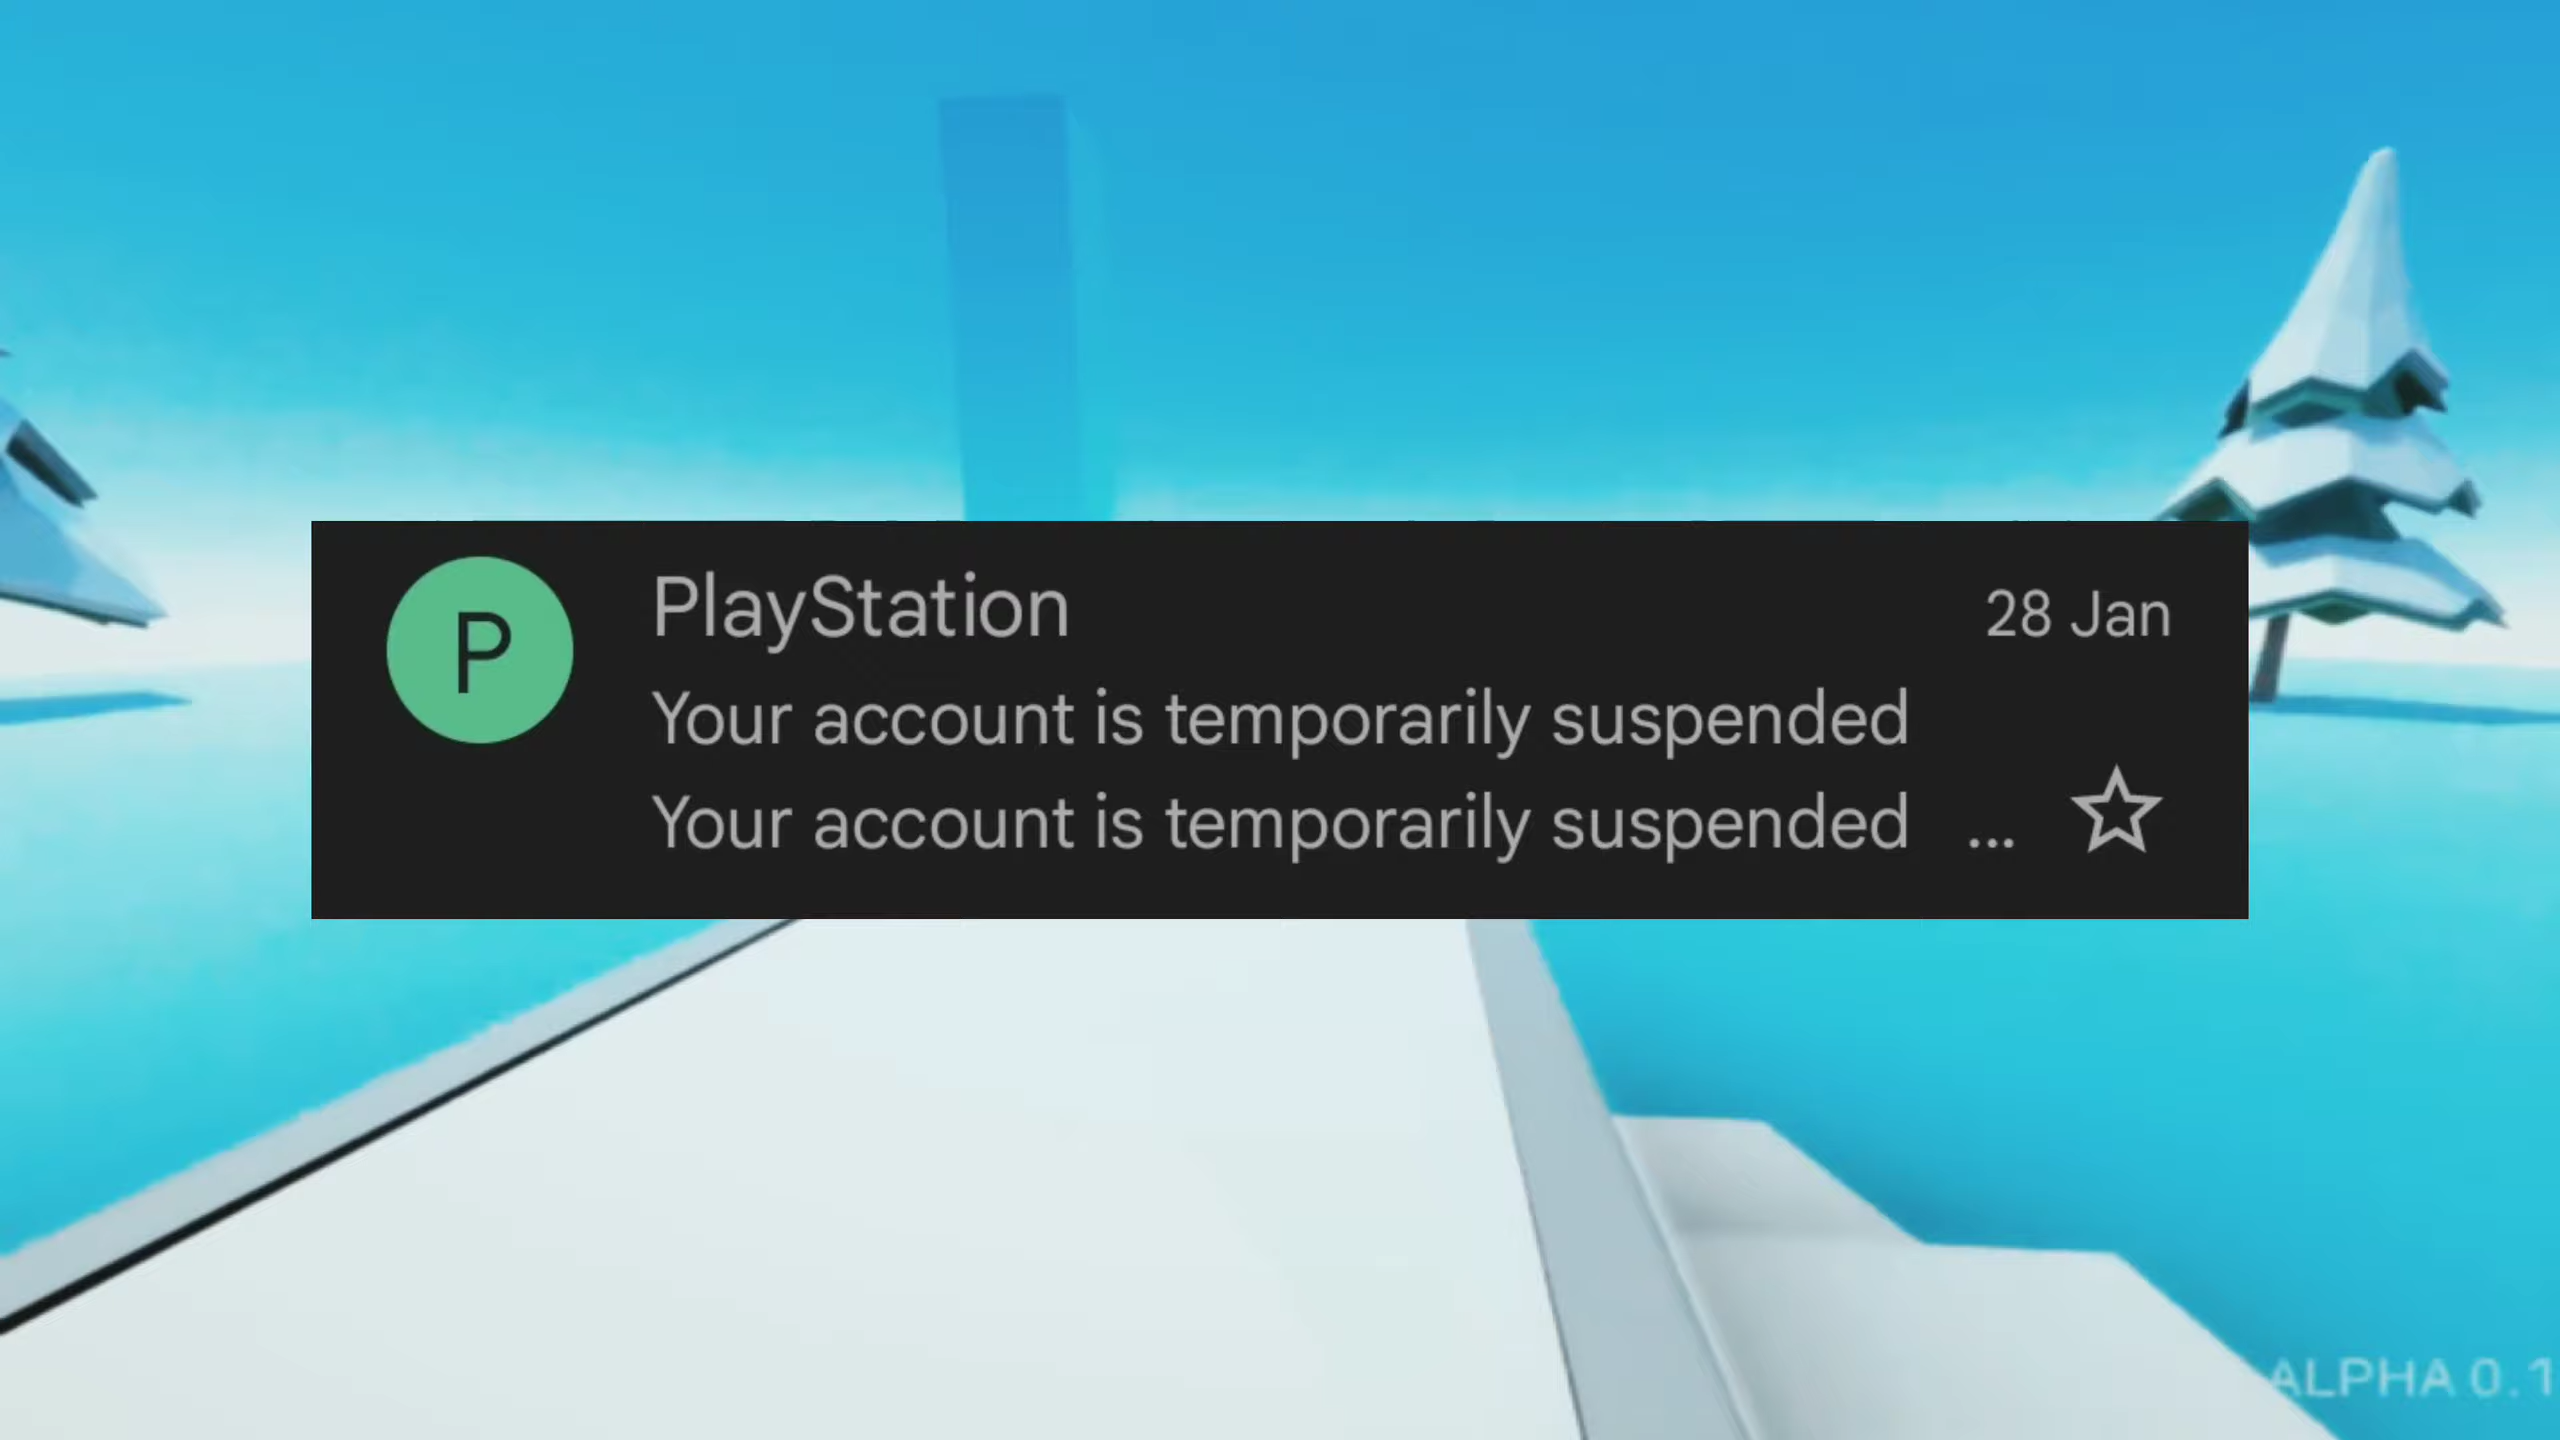 P
PlayStation
28 Jan
Your account is temporarily suspended
Your account is temporarily suspended ...
ALPHA 0.1